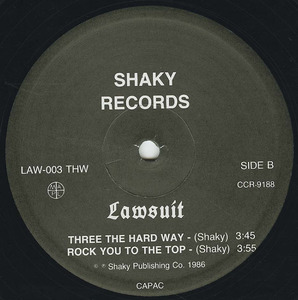 SHAKY
RECORDS
LAW-003 THW
SIDE B
CCR-9188
Lawsuit
THREE THE HARD WAY - (Shaky) 3:45
ROCK YOU TO THE TOP - (Shaky) 3:55
℗ Shaky Publishing Co. 1986
CAPAC